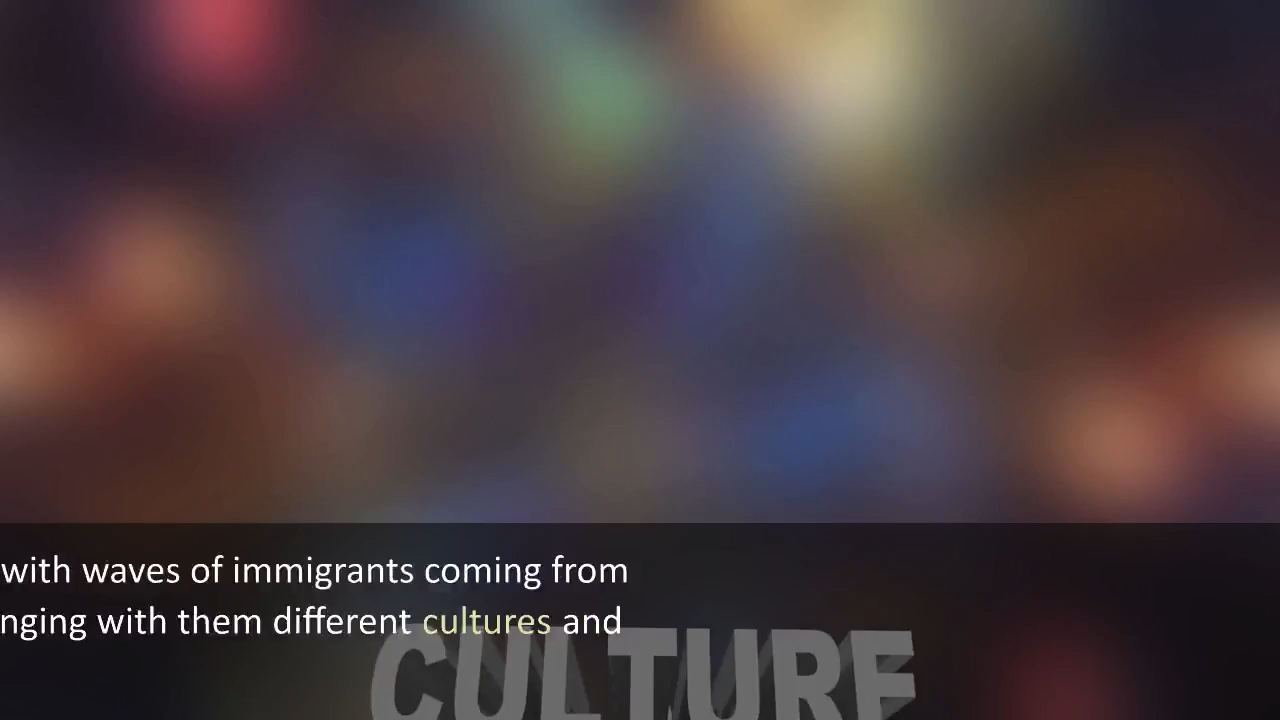 with waves of immigrants coming from
nging with them different cultures and
CULTURE